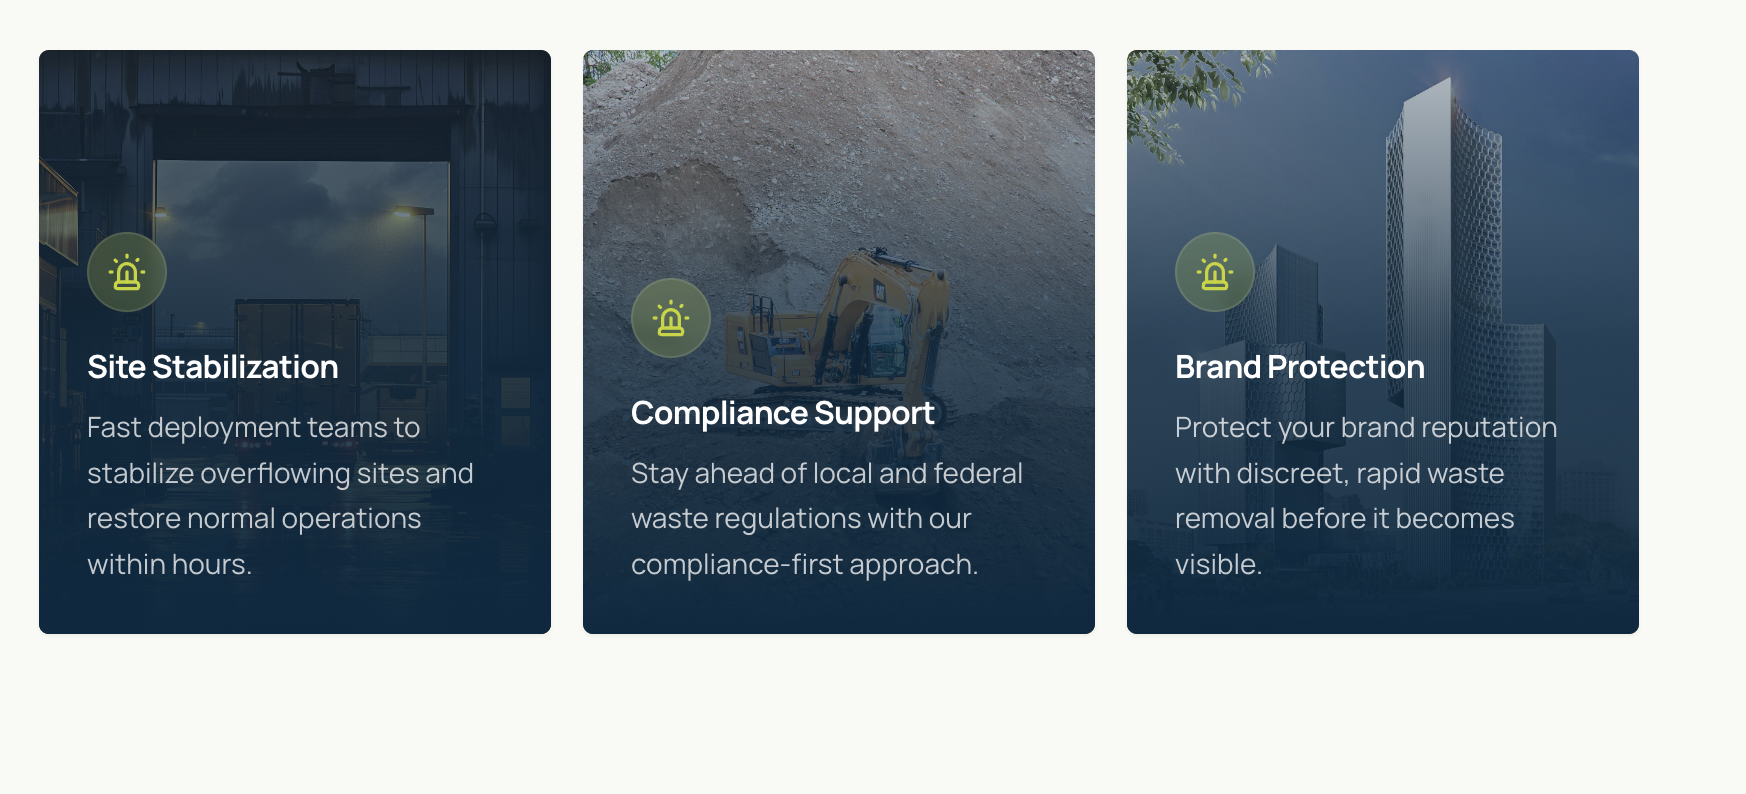 Site Stabilization
Fast deployment teams to
stabilize overflowing sites and
restore normal operations
within hours.
Compliance Support
Stay ahead of local and federal
waste regulations with our
compliance-first approach.
Brand Protection
Protect your brand reputation
with discreet, rapid waste
removal before it becomes
visible.